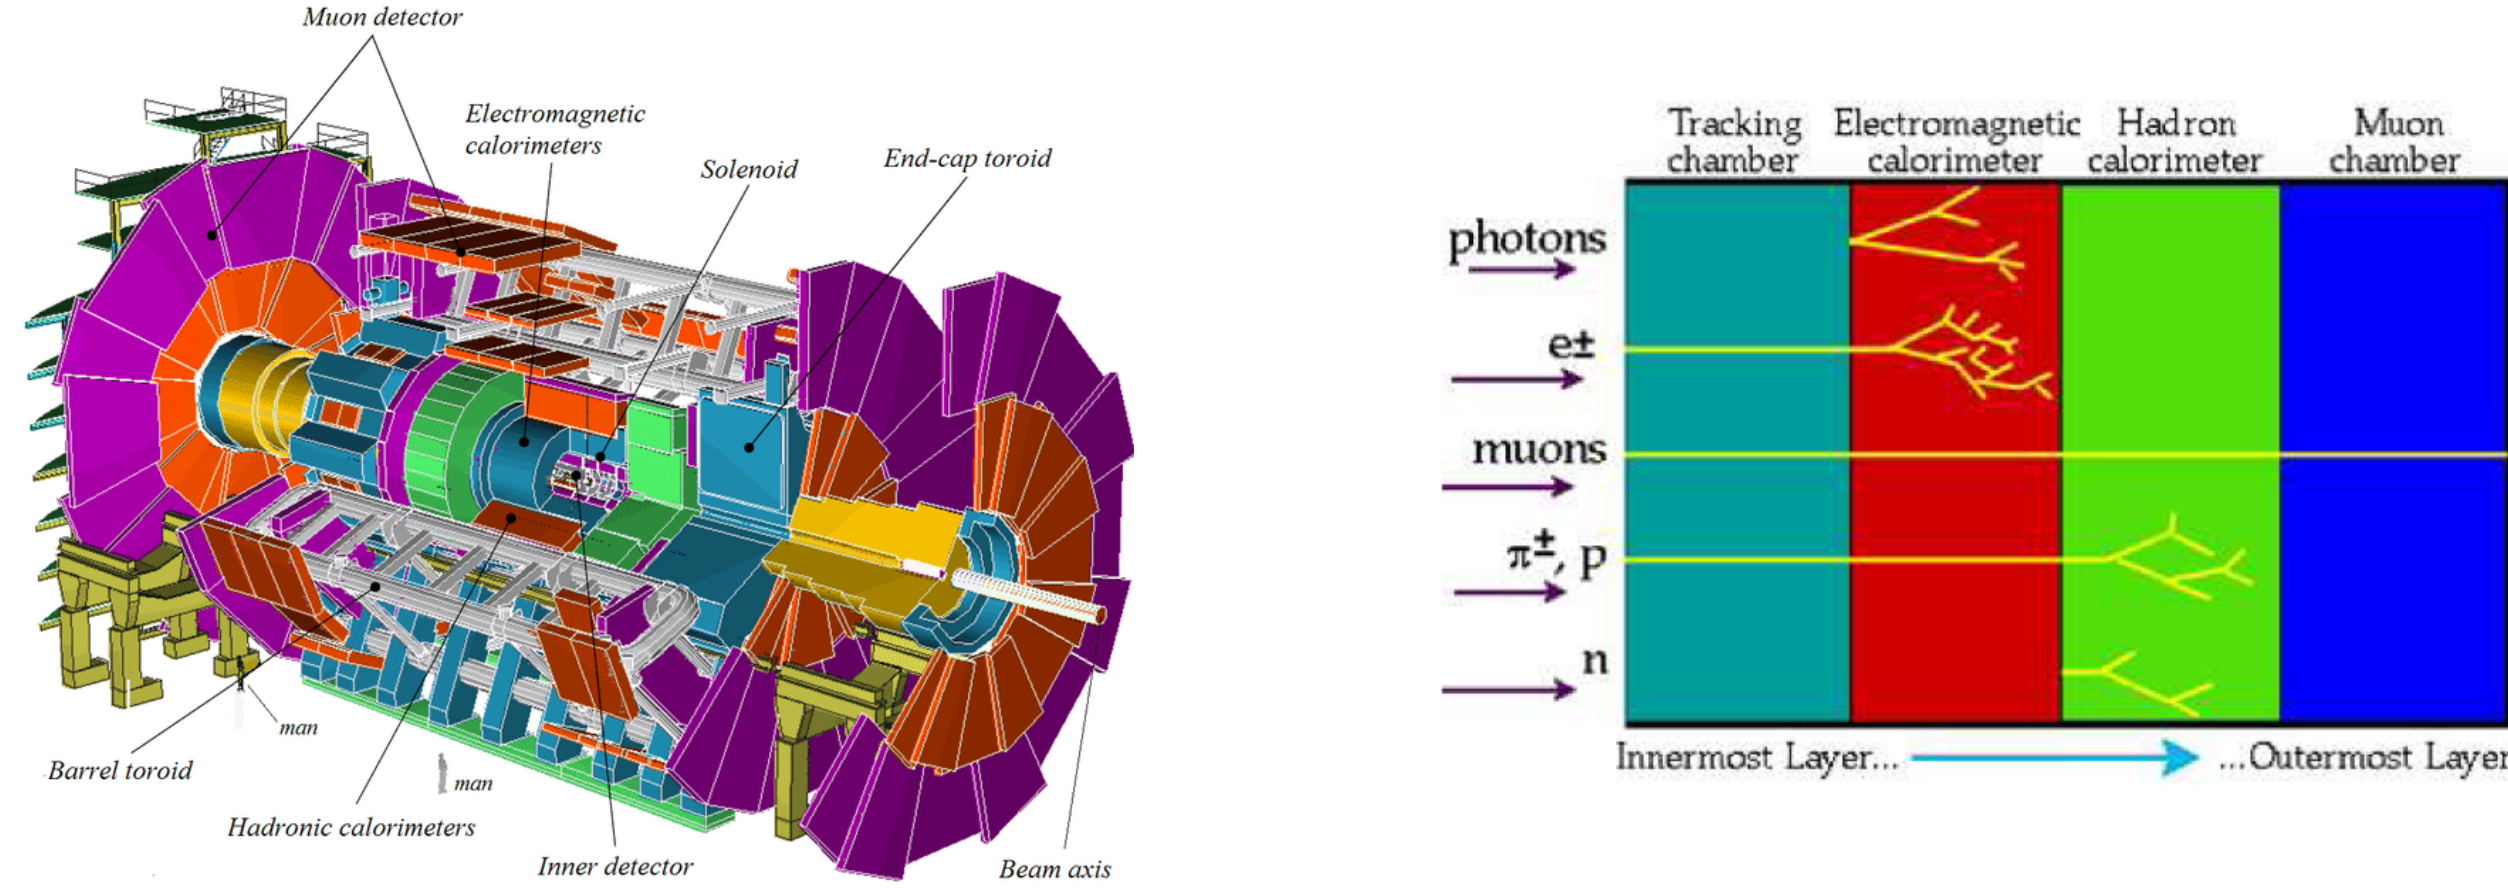 Muon detector
Electromagnetic
calorimeters
Solenoid
End-cap toroid
man
Barrel toroid
man
Hadronic calorimeters
Inner detector
Beam axis
Tracking
chamber
Electromagnetic
calorimeter
Hadron
calorimeter
Muon
chamber
photons
e±
muons
π±, p
n
Innermost Layer...
...Outermost Layer